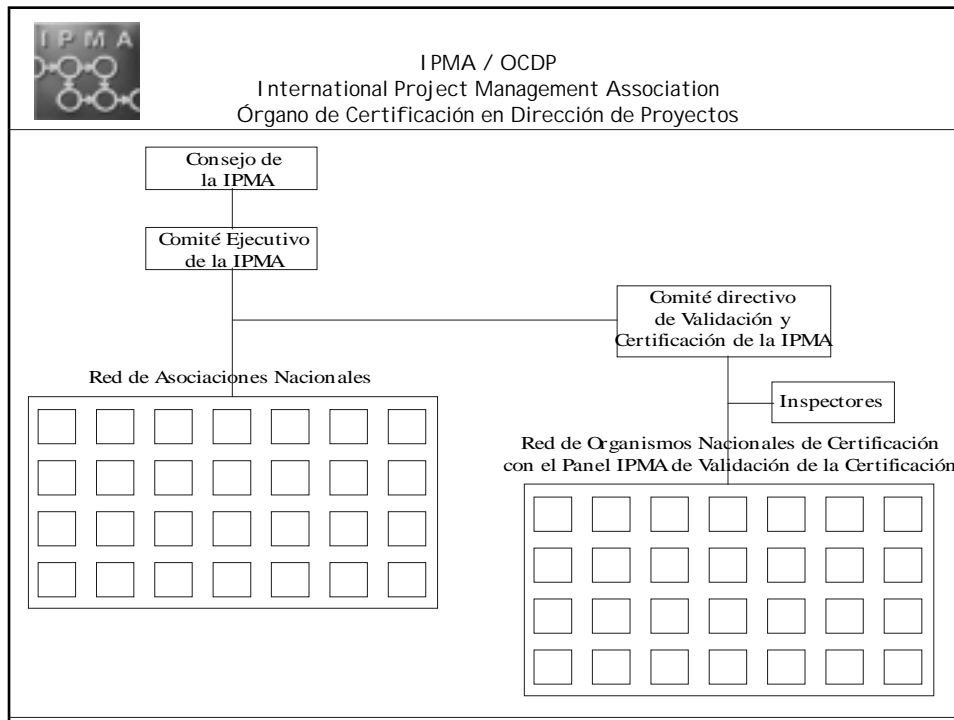 IPMA
IPMA / OCDP
International Project Management Association
Órgano de Certificación en Dirección de Proyectos
Consejo de
la IPMA
Comité Ejecutivo
de la IPMA
Comité directivo
de Validación y
Certificación de la IPMA
Red de Asociaciones Nacionales
Inspectores
Red de Organismos Nacionales de Certificación
con el Panel IPMA de Validación de la Certificación